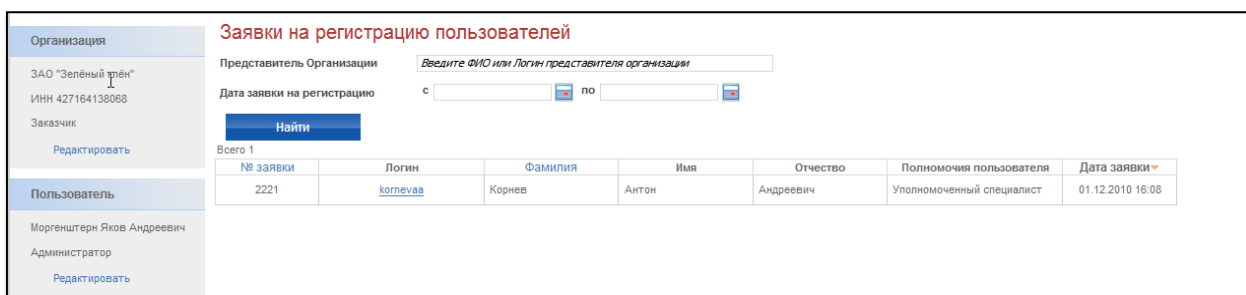 Организация
ЗАО "Зелёный клён"
ИНН 427164138068
Заказчик
Редактировать
Пользователь
Моргенштерн Яков Андреевич
Администратор
Редактировать
Заявки на регистрацию пользователей
Представитель Организации Введите ФИО или Логин представителя организации
Дата заявки на регистрацию с по
Найти
Всего 1
№ заявки Логин Фамилия Имя Отчество Полномочия пользователя Дата заявки
2221 kornevaa Корнев Антон Андреевич Уполномоченный специалист 01.12.2010 16:08